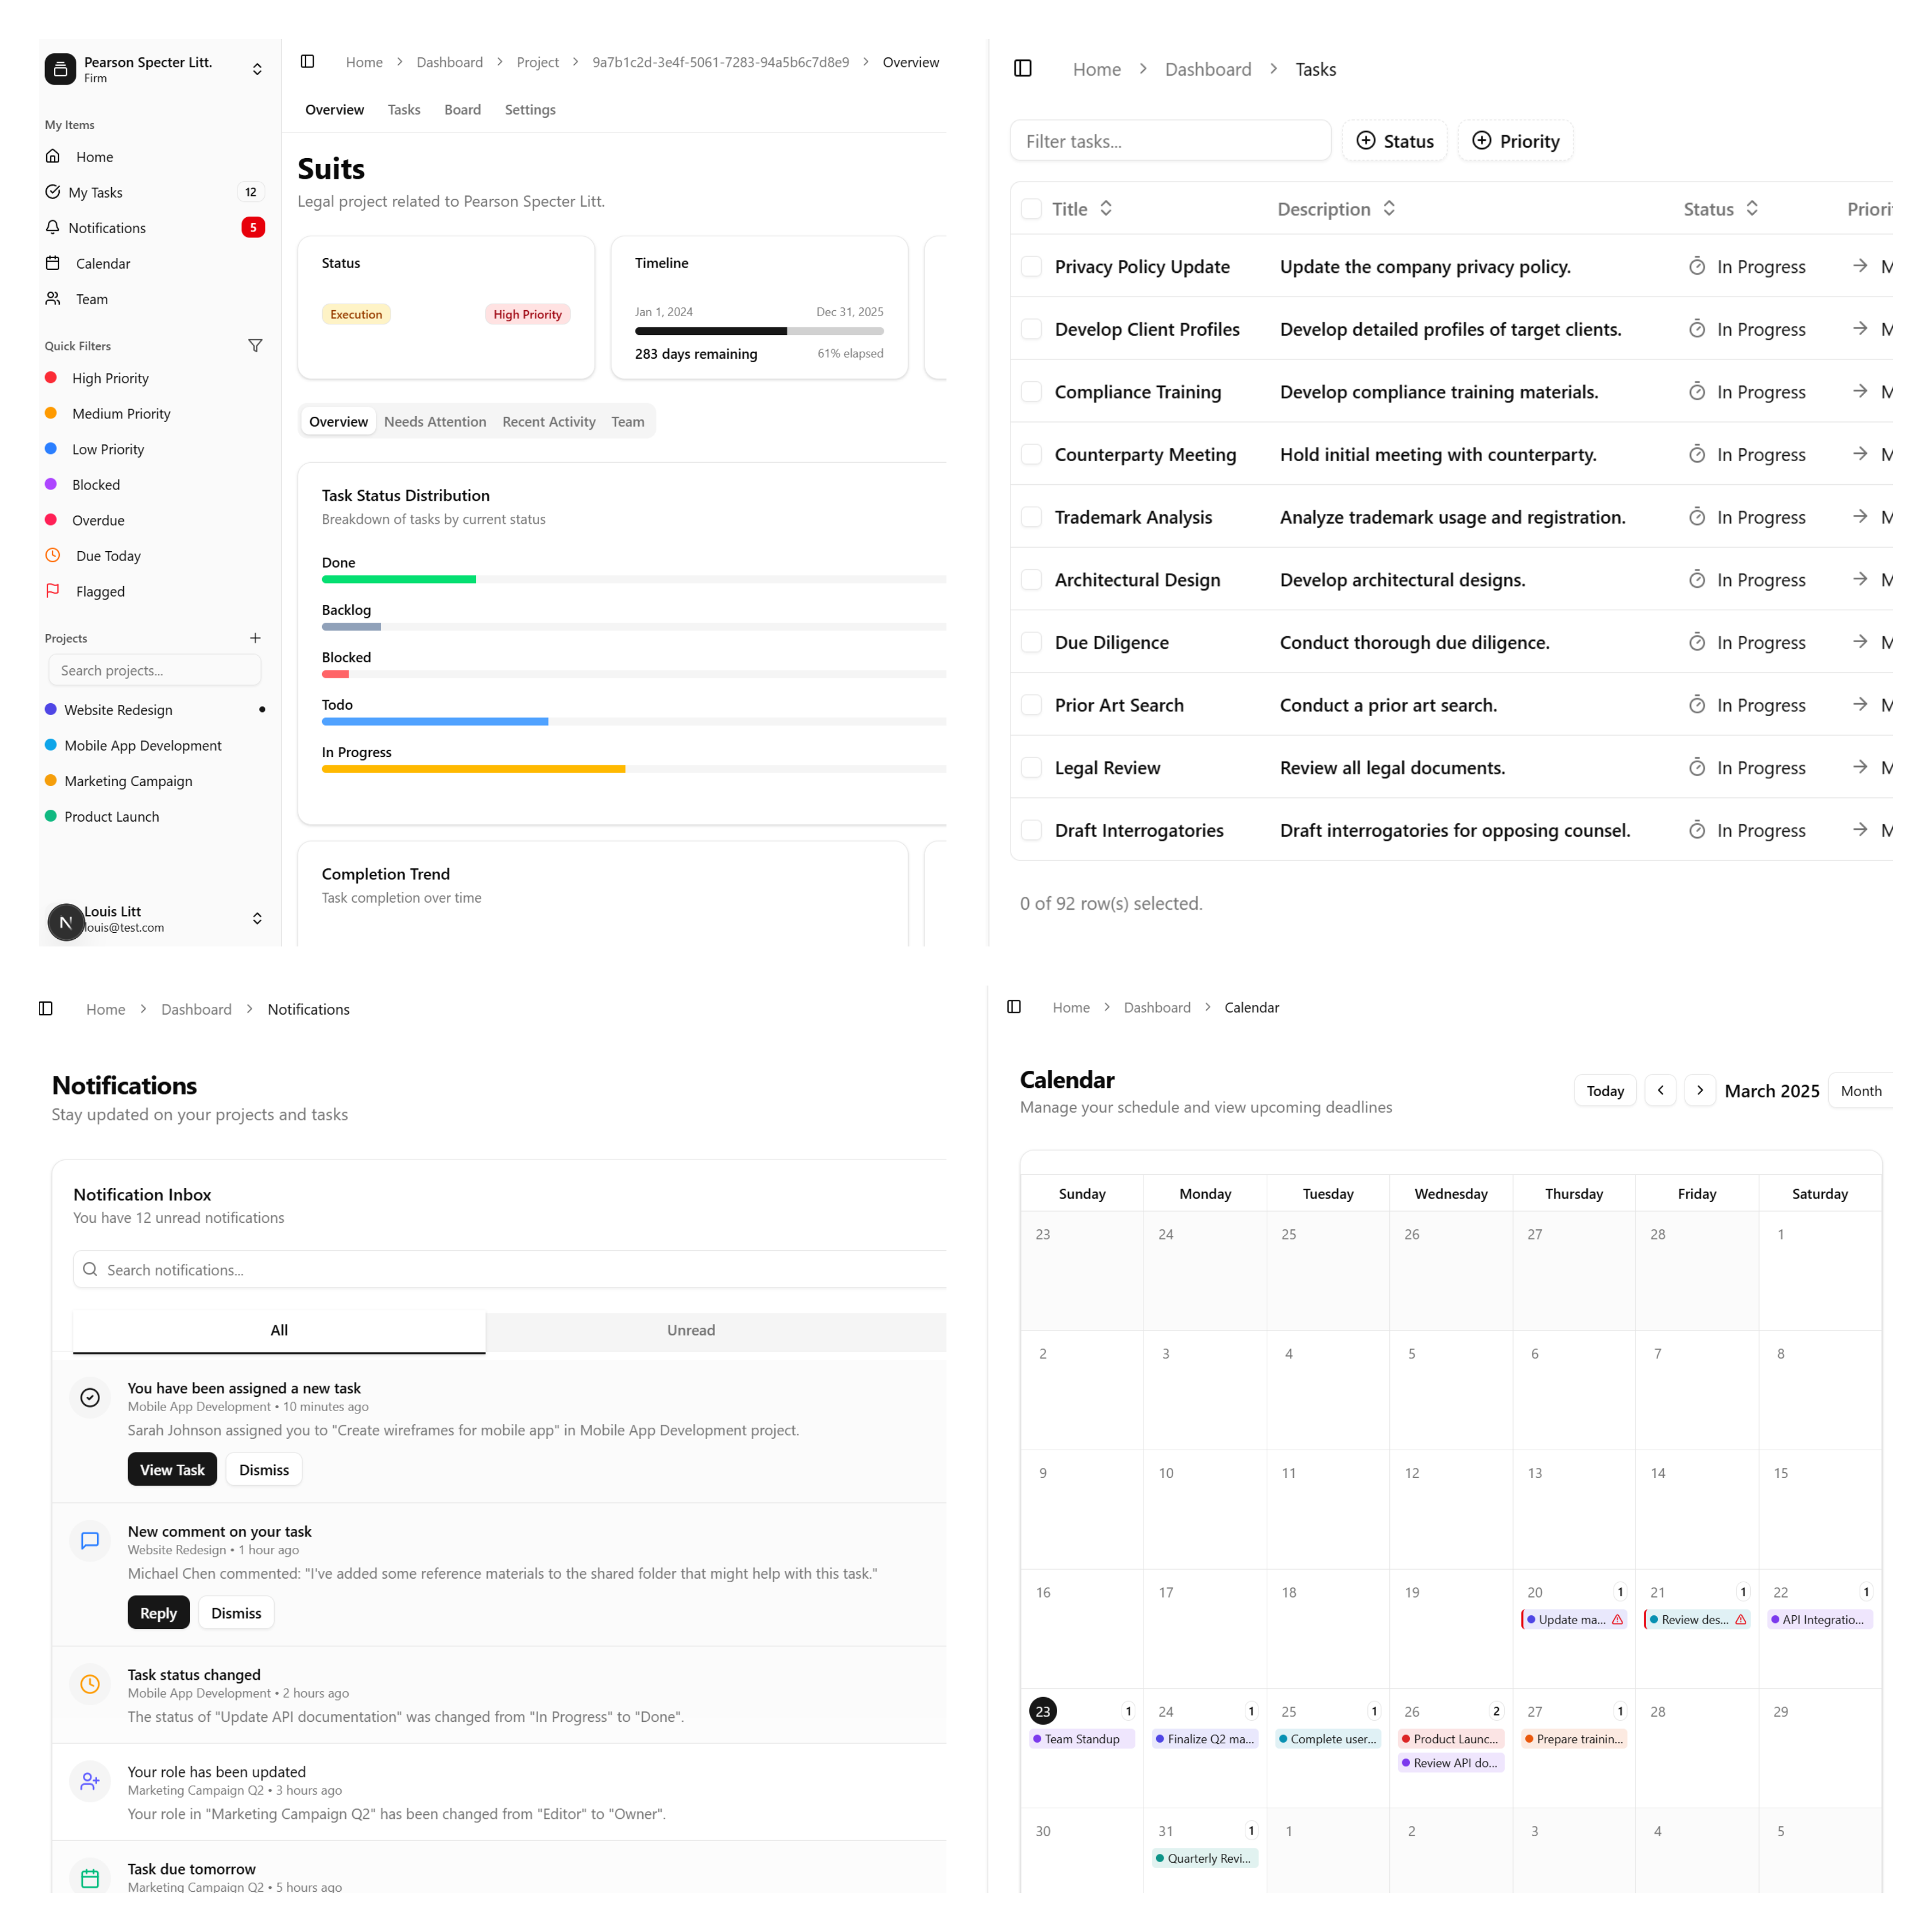 Pearson Specter Litt.
Firm
My Items
Home
My Tasks 12
Notifications 5
Calendar
Team
Quick Filters
High Priority
Medium Priority
Low Priority
Blocked
Overdue
Due Today
Flagged
Projects
Search projects...
Website Redesign
Mobile App Development
Marketing Campaign
Product Launch
N
Louis Litt
louis@test.com
Home > Dashboard > Project > 9a7b1c2d-3e4f-5061-7283-94a5b6c7d8e9 > Overview
Overview Tasks Board Settings
Suits
Legal project related to Pearson Specter Litt.
Status
Execution High Priority
Timeline
Jan 1, 2024 Dec 31, 2025
283 days remaining 61% elapsed
Overview Needs Attention Recent Activity Team
Task Status Distribution
Breakdown of tasks by current status
Done
Backlog
Blocked
Todo
In Progress
Completion Trend
Task completion over time
Home > Dashboard > Tasks
Filter tasks... Status Priority
Title Description Status Priori
Privacy Policy Update Update the company privacy policy. In Progress M
Develop Client Profiles Develop detailed profiles of target clients. In Progress M
Compliance Training Develop compliance training materials. In Progress M
Counterparty Meeting Hold initial meeting with counterparty. In Progress M
Trademark Analysis Analyze trademark usage and registration. In Progress M
Architectural Design Develop architectural designs. In Progress M
Due Diligence Conduct thorough due diligence. In Progress M
Prior Art Search Conduct a prior art search. In Progress M
Legal Review Review all legal documents. In Progress M
Draft Interrogatories Draft interrogatories for opposing counsel. In Progress M
0 of 92 row(s) selected.
Home > Dashboard > Notifications
Notifications
Stay updated on your projects and tasks
Notification Inbox
You have 12 unread notifications
Search notifications...
All Unread
You have been assigned a new task
Mobile App Development • 10 minutes ago
Sarah Johnson assigned you to "Create wireframes for mobile app" in Mobile App Development project.
View Task Dismiss
New comment on your task
Website Redesign • 1 hour ago
Michael Chen commented: "I've added some reference materials to the shared folder that might help with this task."
Reply Dismiss
Task status changed
Mobile App Development • 2 hours ago
The status of "Update API documentation" was changed from "In Progress" to "Done".
Your role has been updated
Marketing Campaign Q2 • 3 hours ago
Your role in "Marketing Campaign Q2" has been changed from "Editor" to "Owner".
Task due tomorrow
Marketing Campaign Q2 • 5 hours ago
Home > Dashboard > Calendar
Calendar
Manage your schedule and view upcoming deadlines
Today < > March 2025 Month
Sunday Monday Tuesday Wednesday Thursday Friday Saturday
23 24 25 26 27 28 1
2 3 4 5 6 7 8
9 10 11 12 13 14 15
16 17 18 19 20 1 21 1 22 1
Update ma... Review des... API Integratio...
23 1 24 1 25 1 26 2 27 1 28 29
Team Standup Finalize Q2 ma... Complete user... Product Launc... Prepare trainin...
Review API do...
30 31 1 1 2 3 4 5
Quarterly Revi...